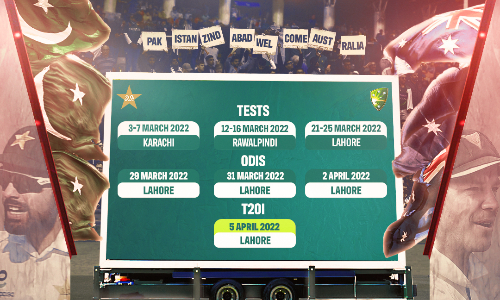 PAK ISTAN ZIND ABAD WEL COME AUST RALIA
TESTS
3-7 MARCH 2022 12-16 MARCH 2022 21-25 MARCH 2022
KARACHI RAWALPINDI LAHORE
ODIS
29 MARCH 2022 31 MARCH 2022 2 APRIL 2022
LAHORE LAHORE LAHORE
T20I
5 APRIL 2022
LAHORE